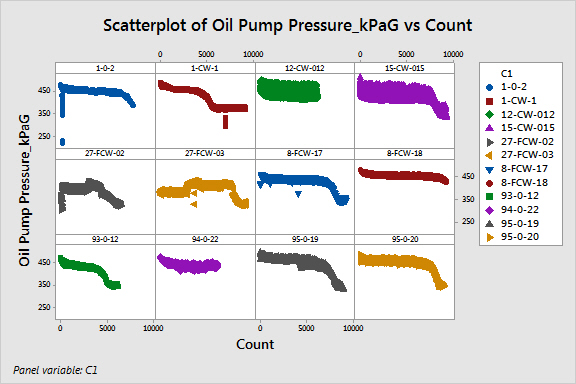 Scatterplot of Oil Pump Pressure_kPaG vs Count
0 5000 10000 0 5000 10000
1-0-2 1-CW-1 12-CW-012 15-CW-015
450
350
250
27-FCW-02 27-FCW-03 8-FCW-17 8-FCW-18
450
350
250
93-0-12 94-0-22 95-0-19 95-0-20
450
350
250
0 5000 10000 0 5000 10000
Oil Pump Pressure_kPaG
Count
C1
1-0-2
1-CW-1
12-CW-012
15-CW-015
27-FCW-02
27-FCW-03
8-FCW-17
8-FCW-18
93-0-12
94-0-22
95-0-19
95-0-20
Panel variable: C1